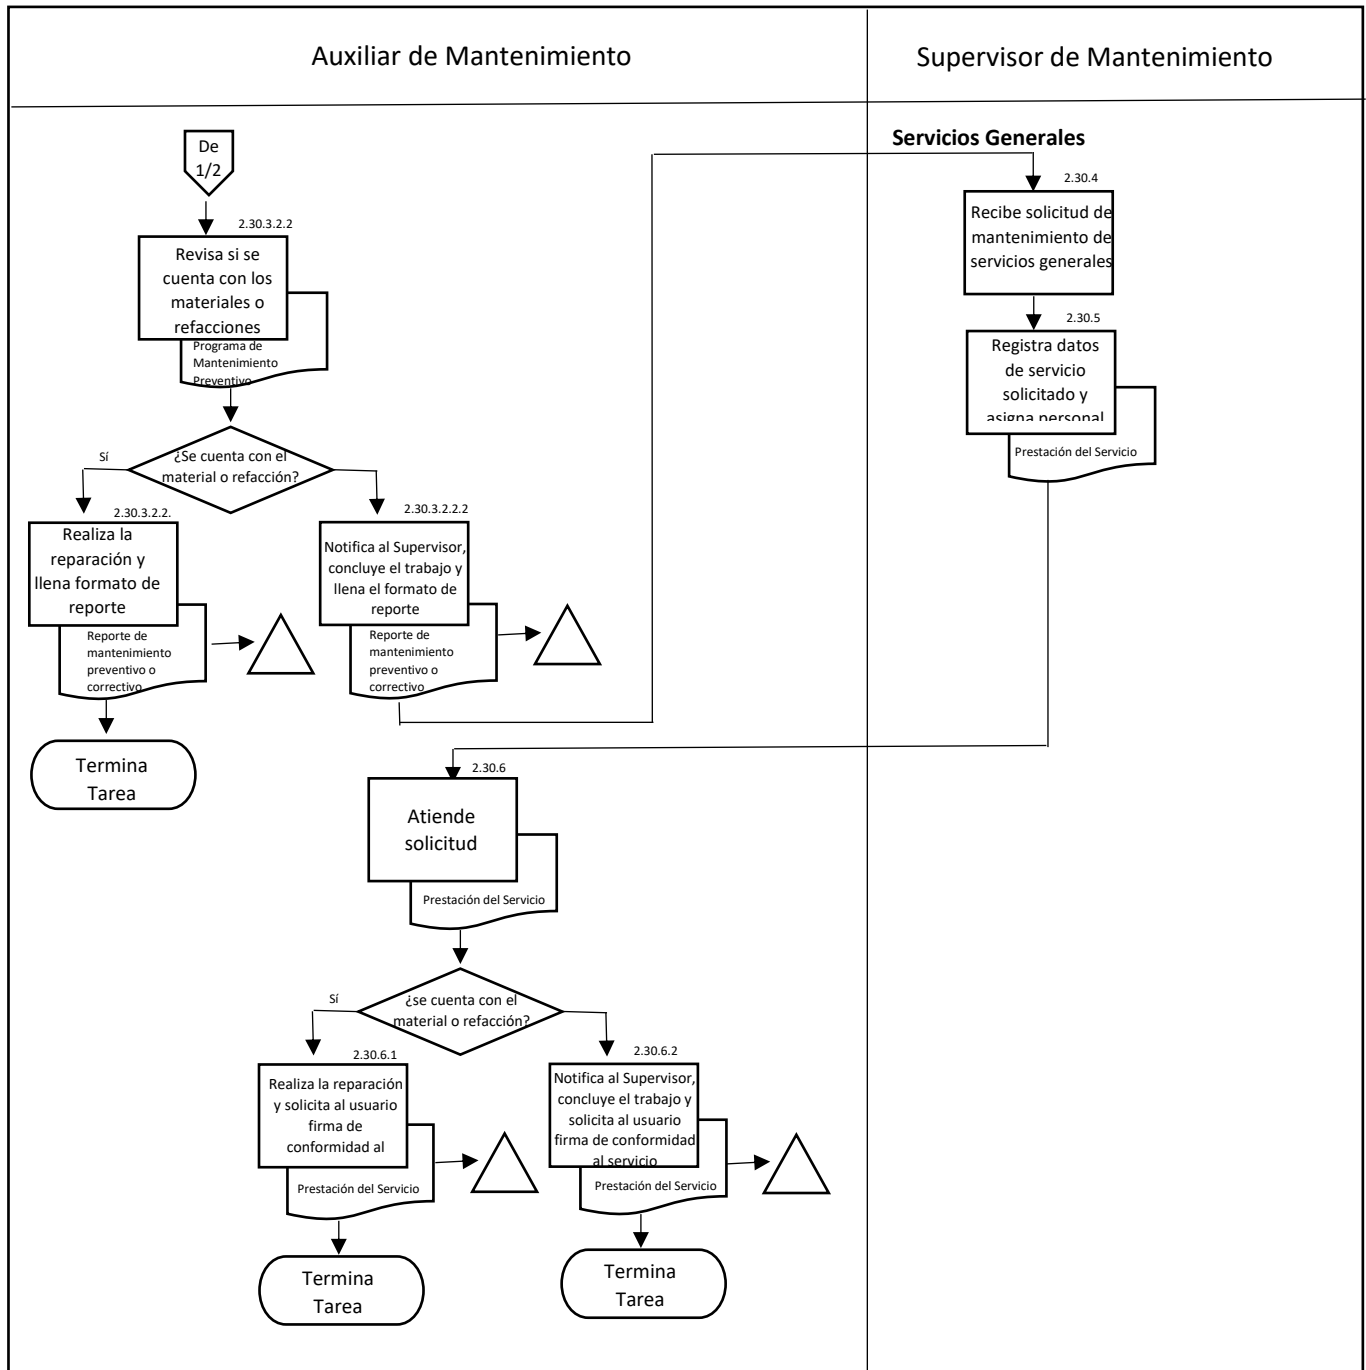 Auxiliar de Mantenimiento
Supervisor de Mantenimiento
De
1/2
2.30.3.2.2
Revisa si se
cuenta con los
materiales o
refacciones
Programa de
Mantenimiento
Preventivo
¿Se cuenta con el
material o refacción?
Sí
2.30.3.2.2.
Realiza la
reparación y
llena formato de
reporte
Reporte de
mantenimiento
preventivo o
correctivo
Termina
Tarea
2.30.3.2.2.2
Notifica al Supervisor,
concluye el trabajo y
llena el formato de
reporte
Reporte de
mantenimiento
preventivo o
correctivo
Servicios Generales
2.30.4
Recibe solicitud de
mantenimiento de
servicios generales
2.30.5
Registra datos
de servicio
solicitado y
asigna personal
Prestación del Servicio
2.30.6
Atiende
solicitud
Prestación del Servicio
¿se cuenta con el
material o refacción?
Sí
2.30.6.1
Realiza la reparación
y solicita al usuario
firma de
conformidad al
Prestación del Servicio
Termina
Tarea
2.30.6.2
Notifica al Supervisor,
concluye el trabajo y
solicita al usuario
firma de conformidad
al servicio
Prestación del Servicio
Termina
Tarea